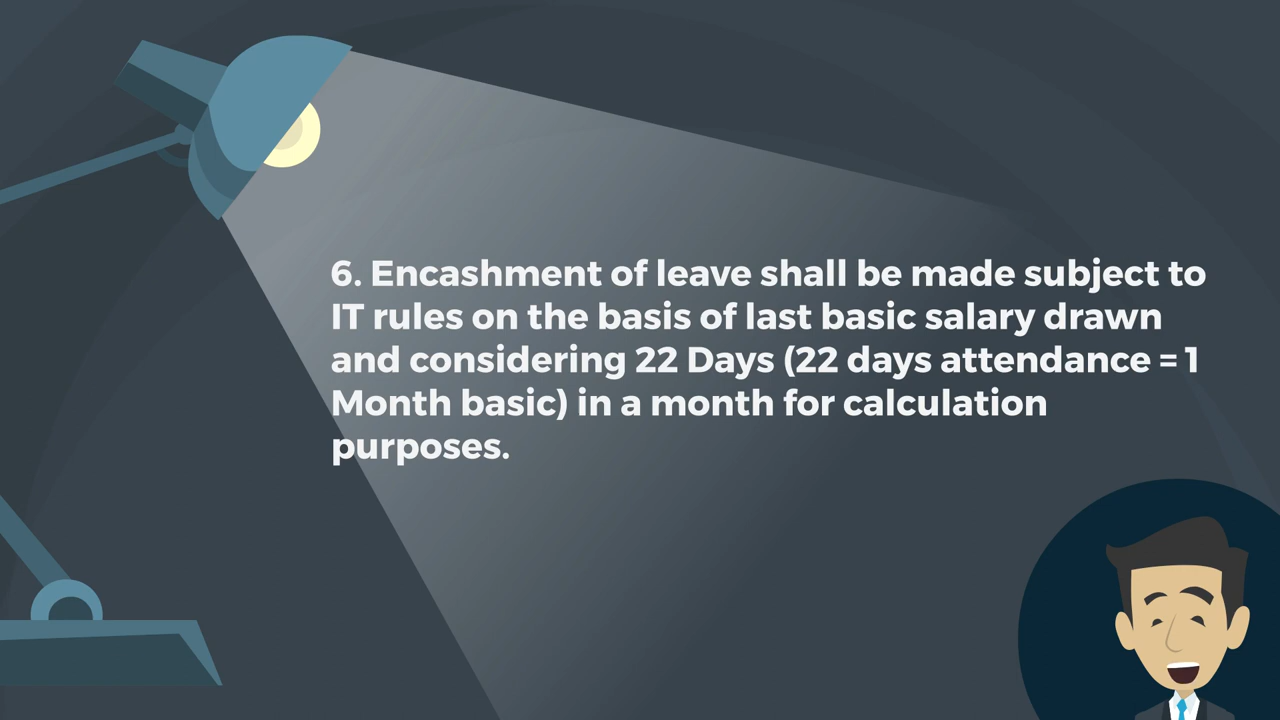 6. Encashment of leave shall be made subject to
IT rules on the basis of last basic salary drawn
and considering 22 Days (22 days attendance = 1
Month basic) in a month for calculation
purposes.